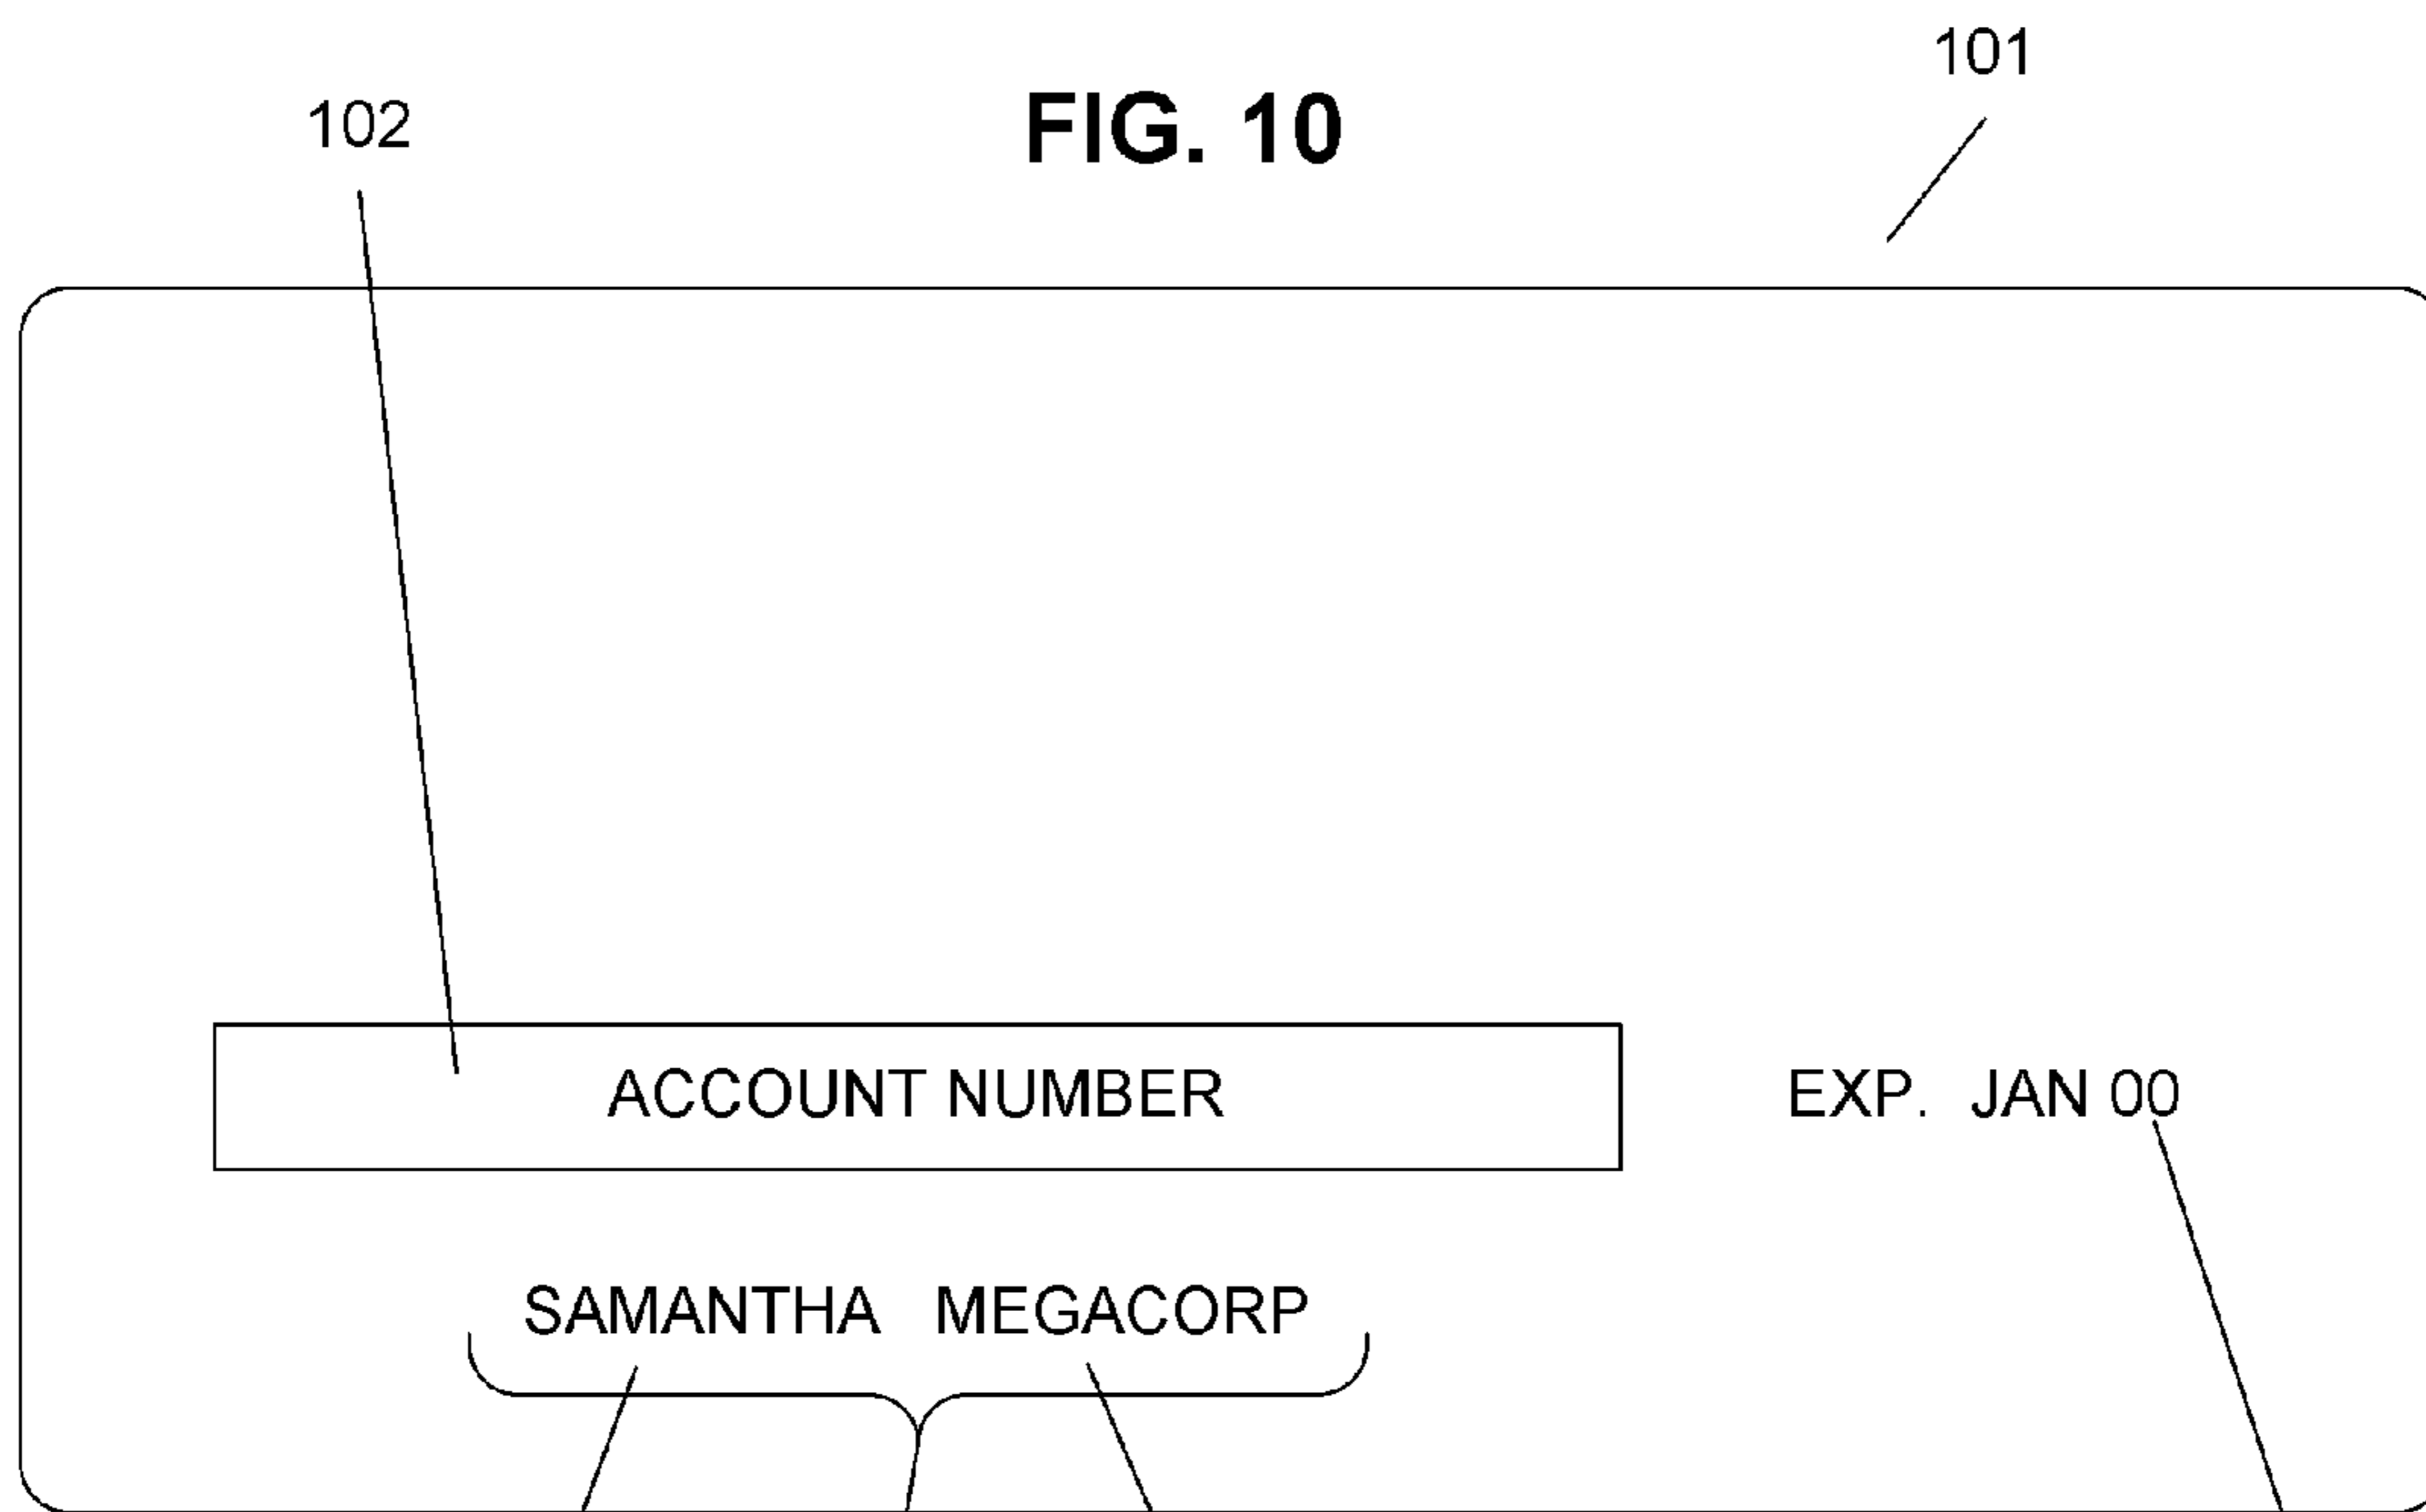 101
102
FIG. 10
ACCOUNT NUMBER
EXP. JAN 00
SAMANTHA MEGACORP